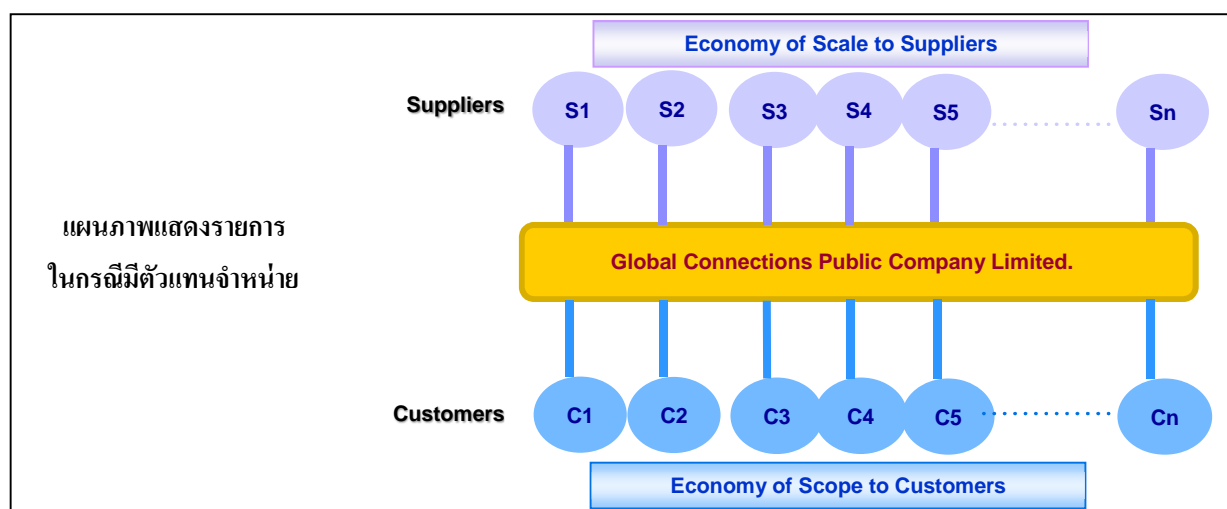 Economy of Scale to Suppliers
Suppliers S1 S2 S3 S4 S5 Sn
แผนภาพแสดงรายการ
ในกรณีมีตัวแทนจำหน่าย
Global Connections Public Company Limited.
Customers C1 C2 C3 C4 C5 Cn
Economy of Scope to Customers